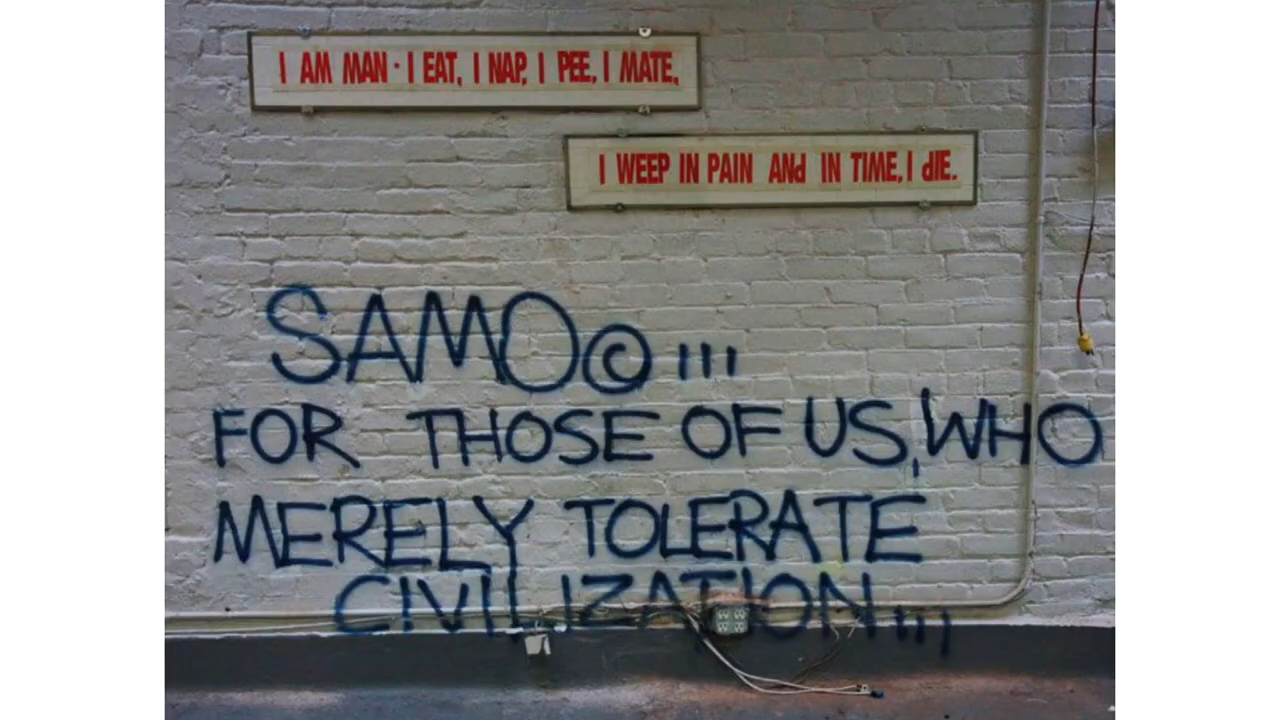 I AM MAN · I EAT, I NAP, I PEE, I MATE,
I WEEP IN PAIN ANd IN TIME, I dIE.
SAMO© ııı
FOR THOSE OF US, WHO
MERELY TOLERATE
CIVILIZATION ,,,